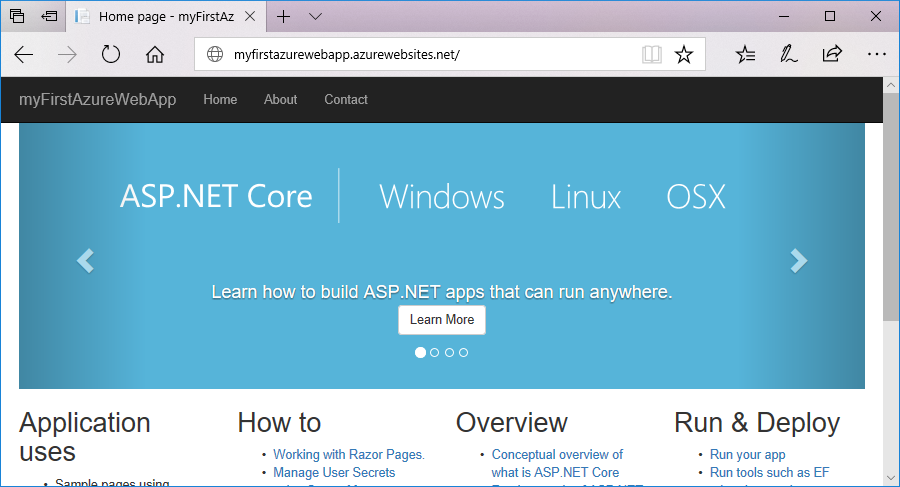 Home page - myFirstAz
myfirstazurewebapp.azurewebsites.net/
myFirstAzureWebApp Home About Contact
ASP.NET Core Windows Linux OSX
Learn how to build ASP.NET apps that can run anywhere.
Learn More
Application
uses
Sample pages using
How to
Working with Razor Pages.
Manage User Secrets
Overview
Conceptual overview of
what is ASP.NET Core
Run & Deploy
Run your app
Run tools such as EF